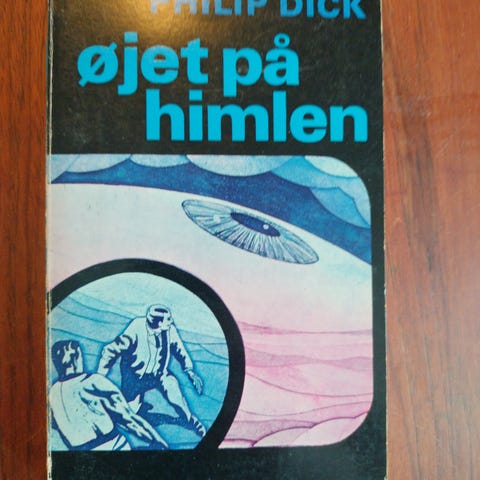 PHILIP DICK
øjet på
himlen